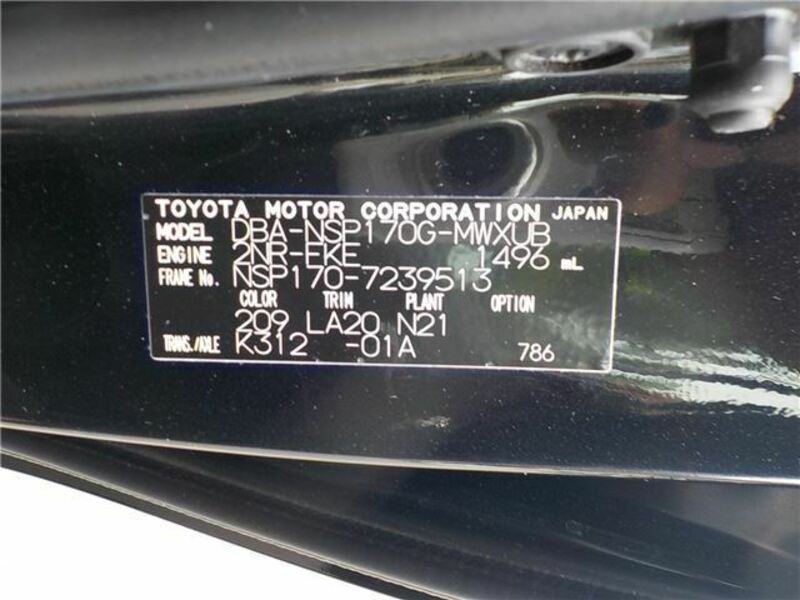 TOYOTA MOTOR CORPORATION JAPAN
MODEL DBA-NSP170G-MWXUB
ENGINE 2NR-FKE 1496 mL
FRAME No. NSP170-7239513
COLOR TRIM PLANT OPTION
209 LA20 N21
TRANS./AXLE K312 -01A 786